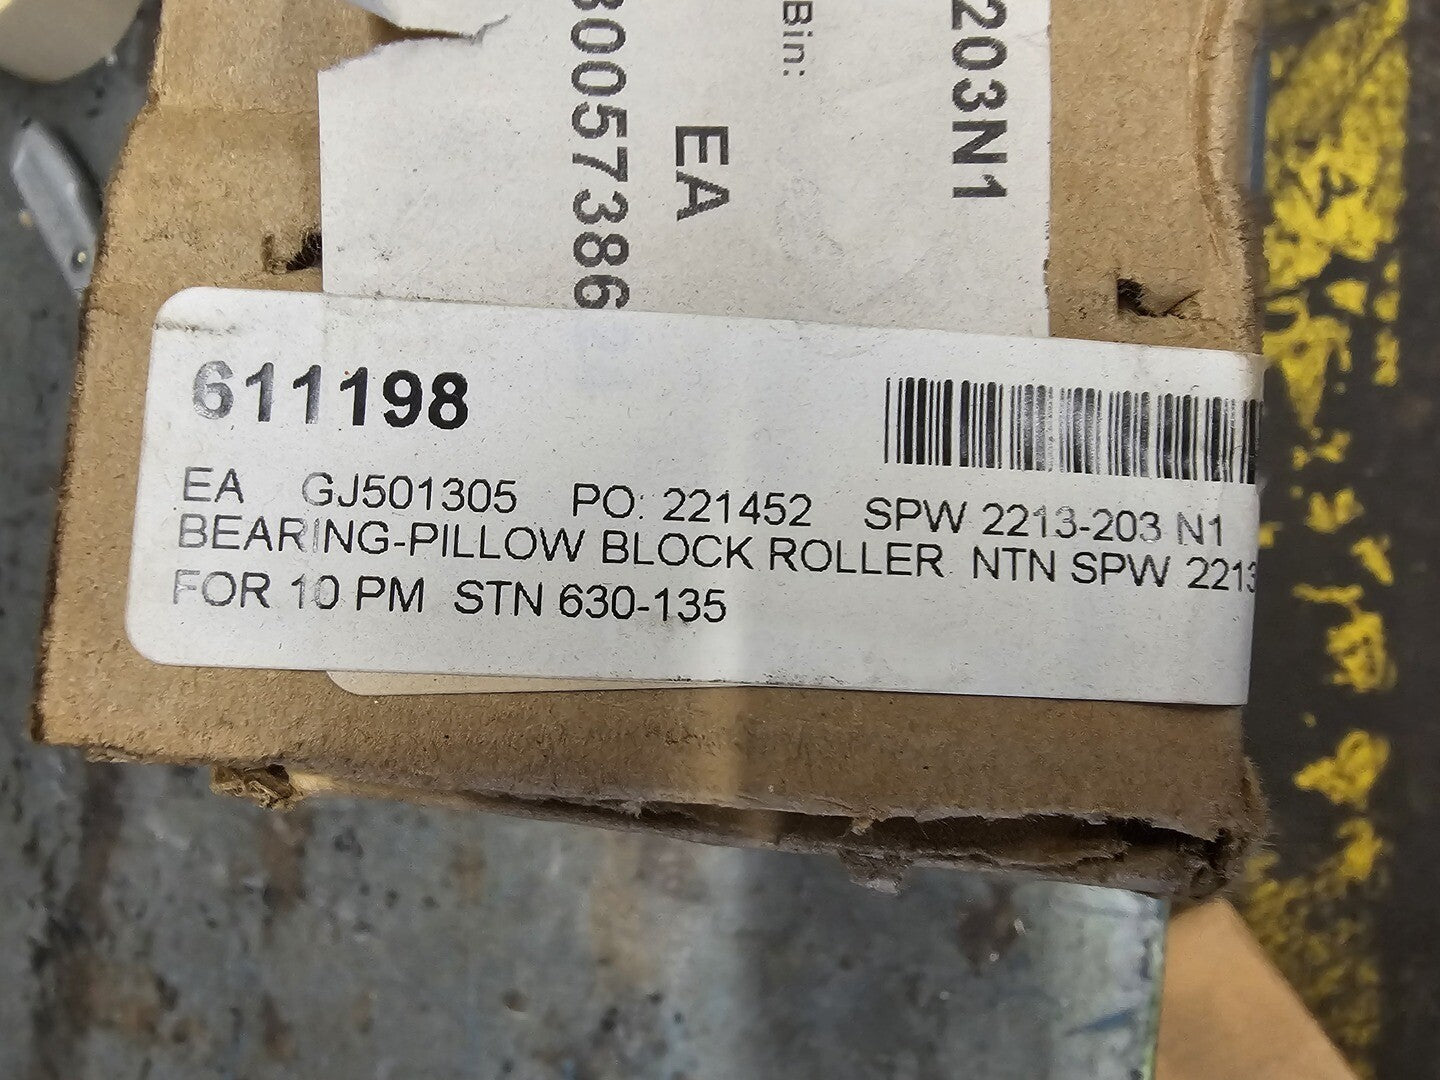 203N1
Bin:
EA
30057386
611198
EA GJ501305 PO: 221452 SPW 2213-203 N1
BEARING-PILLOW BLOCK ROLLER NTN SPW 2213
FOR 10 PM STN 630-135